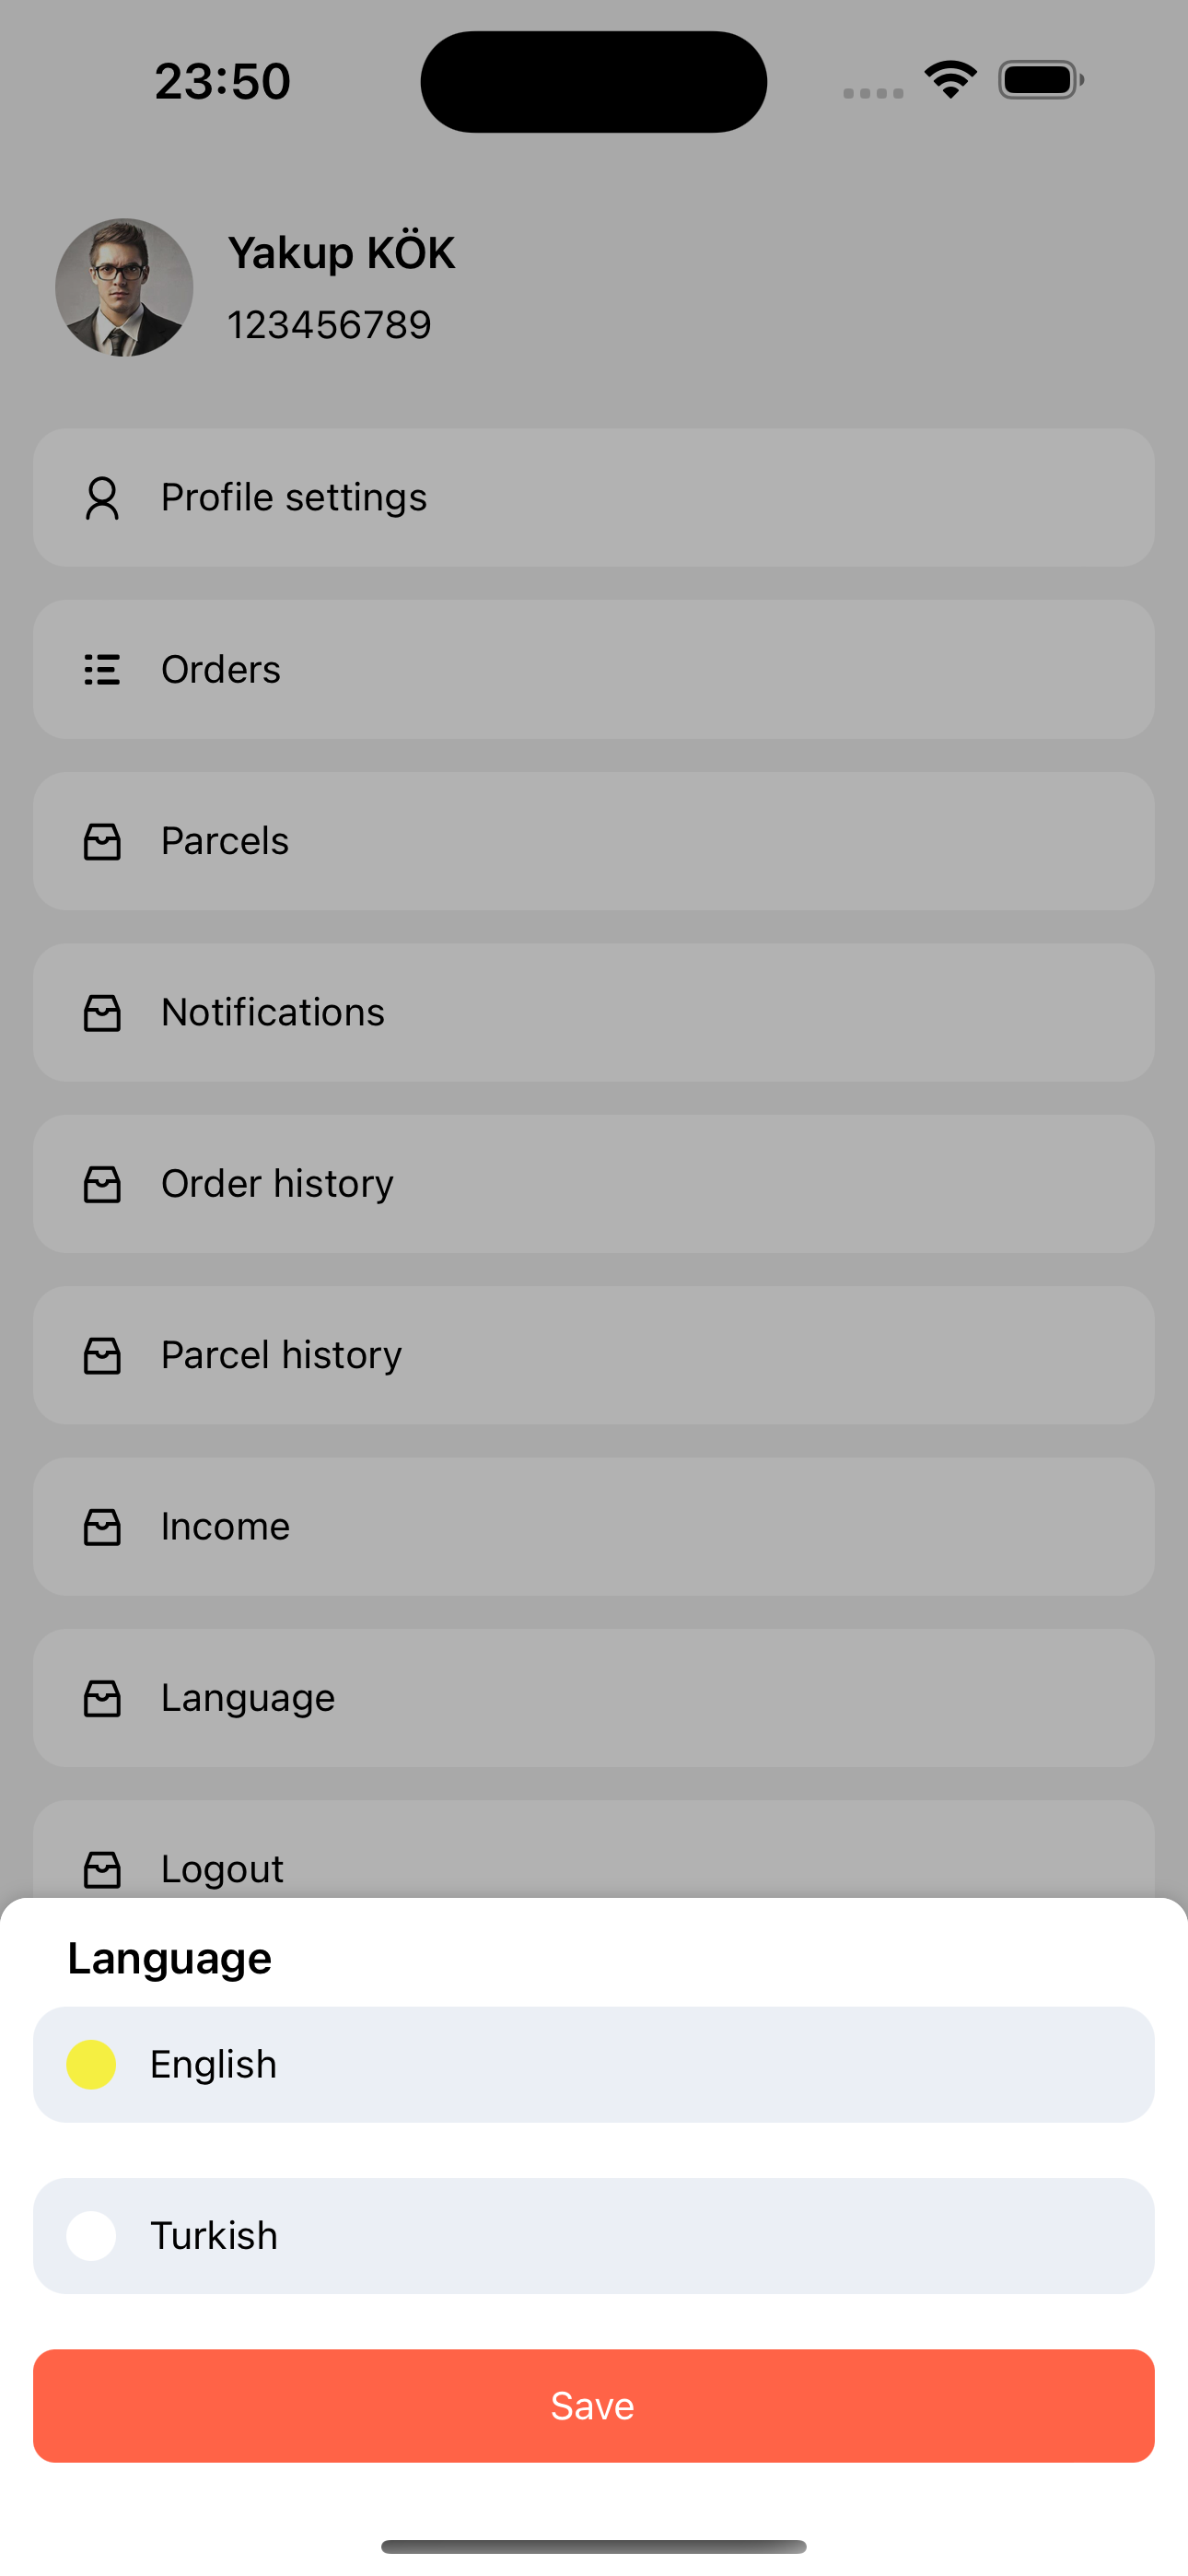 23:50
Yakup KÖK
123456789
Profile settings
Orders
Parcels
Notifications
Order history
Parcel history
Income
Language
Logout
Language
English
Turkish
Save